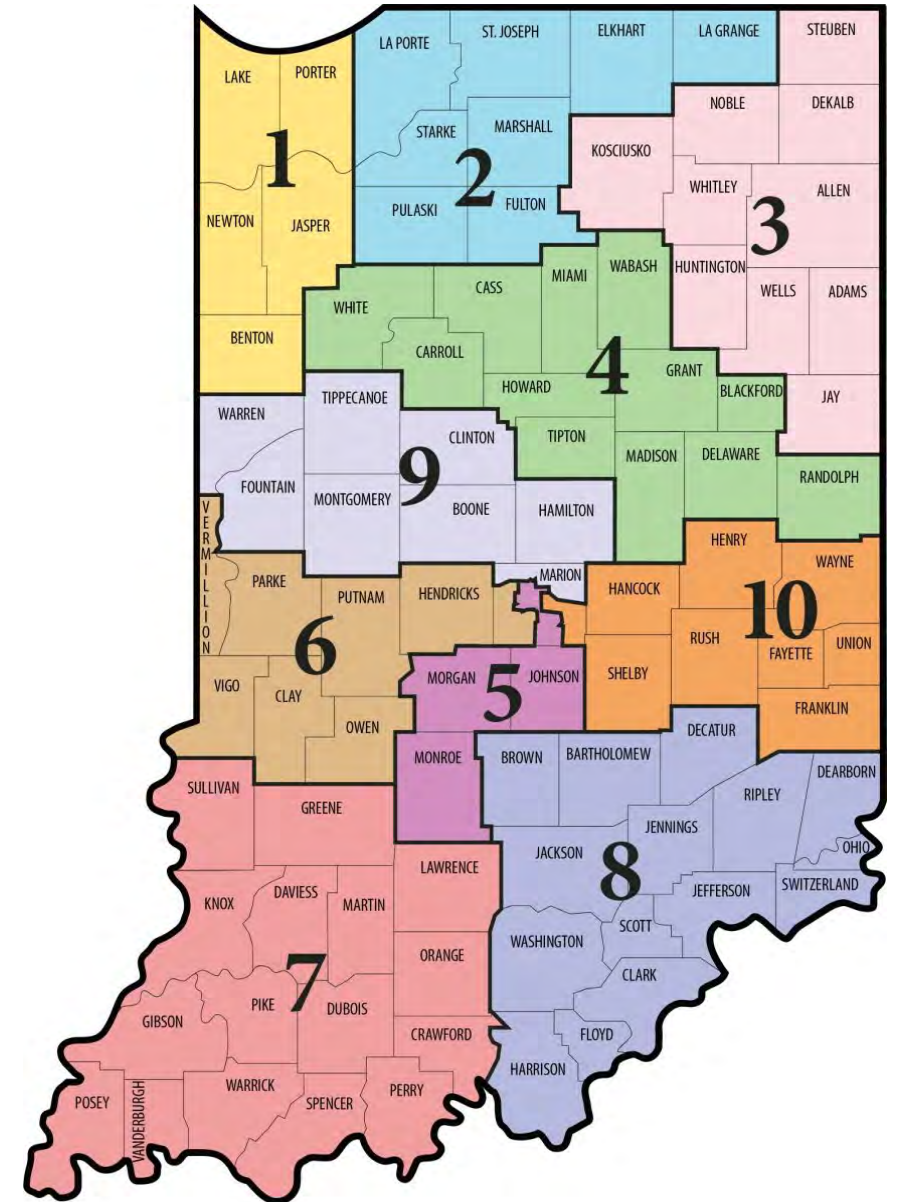 LA PORTE
ST. JOSEPH
ELKHART
LA GRANGE
STEUBEN
LAKE
PORTER
NOBLE
DEKALB
STARKE
MARSHALL
KOSCIUSKO
1
2
WHITLEY
ALLEN
3
NEWTON
JASPER
PULASKI
FULTON
HUNTINGTON
WABASH
MIAMI
CASS
WELLS
ADAMS
WHITE
BENTON
CARROLL
4
GRANT
HOWARD
BLACKFORD
JAY
TIPPECANOE
WARREN
CLINTON
TIPTON
MADISON
DELAWARE
RANDOLPH
9
FOUNTAIN
MONTGOMERY
BOONE
HAMILTON
VERMILLION
HENRY
WAYNE
MARION
PARKE
PUTNAM
HENDRICKS
HANCOCK
10
6
RUSH
FAYETTE
UNION
VIGO
CLAY
MORGAN
5
JOHNSON
SHELBY
OWEN
FRANKLIN
MONROE
BROWN
BARTHOLOMEW
DECATUR
DEARBORN
SULLIVAN
GREENE
RIPLEY
JENNINGS
OHIO
JACKSON
8
LAWRENCE
KNOX
DAVIESS
MARTIN
JEFFERSON
SWITZERLAND
SCOTT
WASHINGTON
ORANGE
7
CLARK
PIKE
DUBOIS
GIBSON
CRAWFORD
FLOYD
HARRISON
POSEY
VANDERBURGH
WARRICK
SPENCER
PERRY